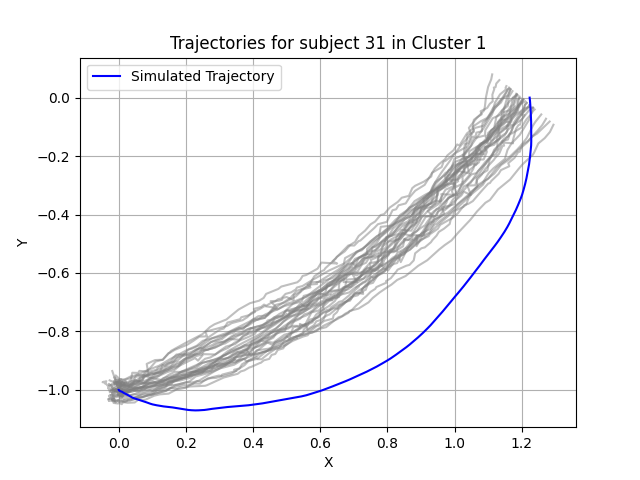 Trajectories for subject 31 in Cluster 1
Simulated Trajectory
Y
0.0
−0.2
−0.4
−0.6
−0.8
−1.0
0.0 0.2 0.4 0.6 0.8 1.0 1.2
X